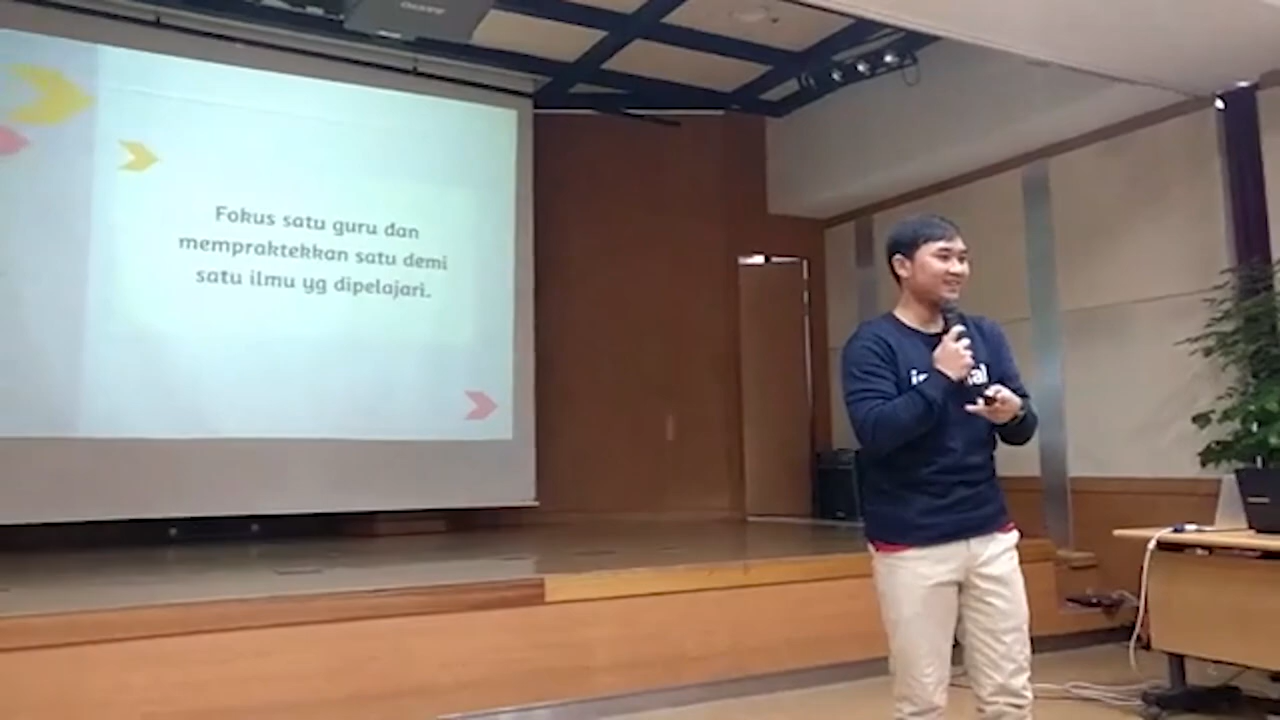 Fokus satu guru dan
mempraktekkan satu demi
satu ilmu yg dipelajari.